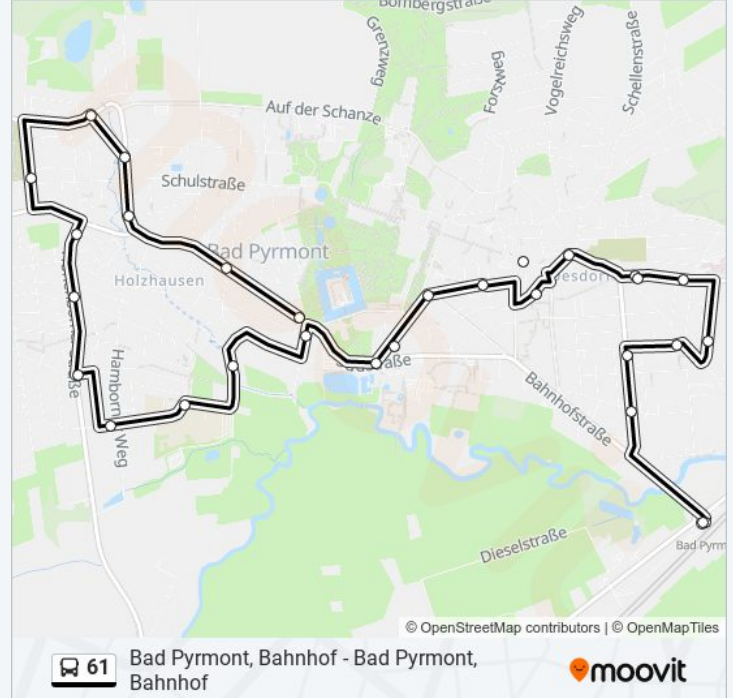 Bombergstraße
Grenzweg
Forstweg
Vogelreichsweg
Schellenstraße
Auf der Schanze
Schulstraße
Bad Pyrmont
Holzhausen
esdorf
Hamborner Weg
Bahnhofstraße
Dieselstraße
Bad Pyrm
© OpenStreetMap contributors | © OpenMapTiles
61
Bad Pyrmont, Bahnhof - Bad Pyrmont,
Bahnhof
moovit